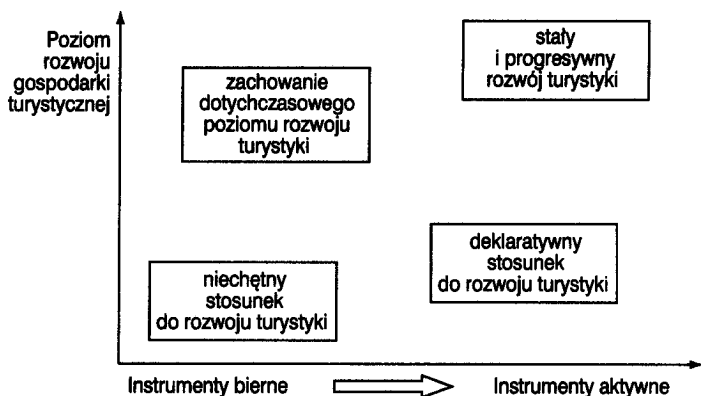 Poziom
rozwoju
gospodarki
turystycznej
zachowanie
dotychczasowego
poziomu rozwoju
turystyki
stały
i progresywny
rozwój turystyki
niechętny
stosunek
do rozwoju turystyki
deklaratywny
stosunek
do rozwoju turystyki
Instrumenty bierne
Instrumenty aktywne